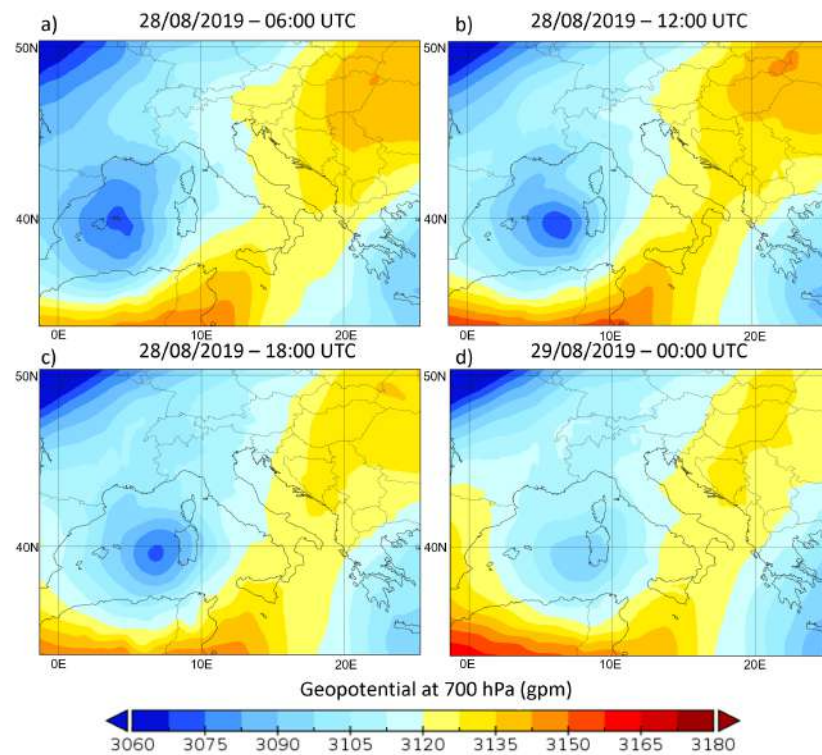 a) 28/08/2019 – 06:00 UTC
b) 28/08/2019 – 12:00 UTC
50N
50N
40N
40N
0E 10E 20E
0E 10E 20E
c) 28/08/2019 – 18:00 UTC
d) 29/08/2019 – 00:00 UTC
50N
50N
40N
40N
0E 10E 20E
0E 10E 20E
Geopotential at 700 hPa (gpm)
3060 3075 3090 3105 3120 3135 3150 3165 3180